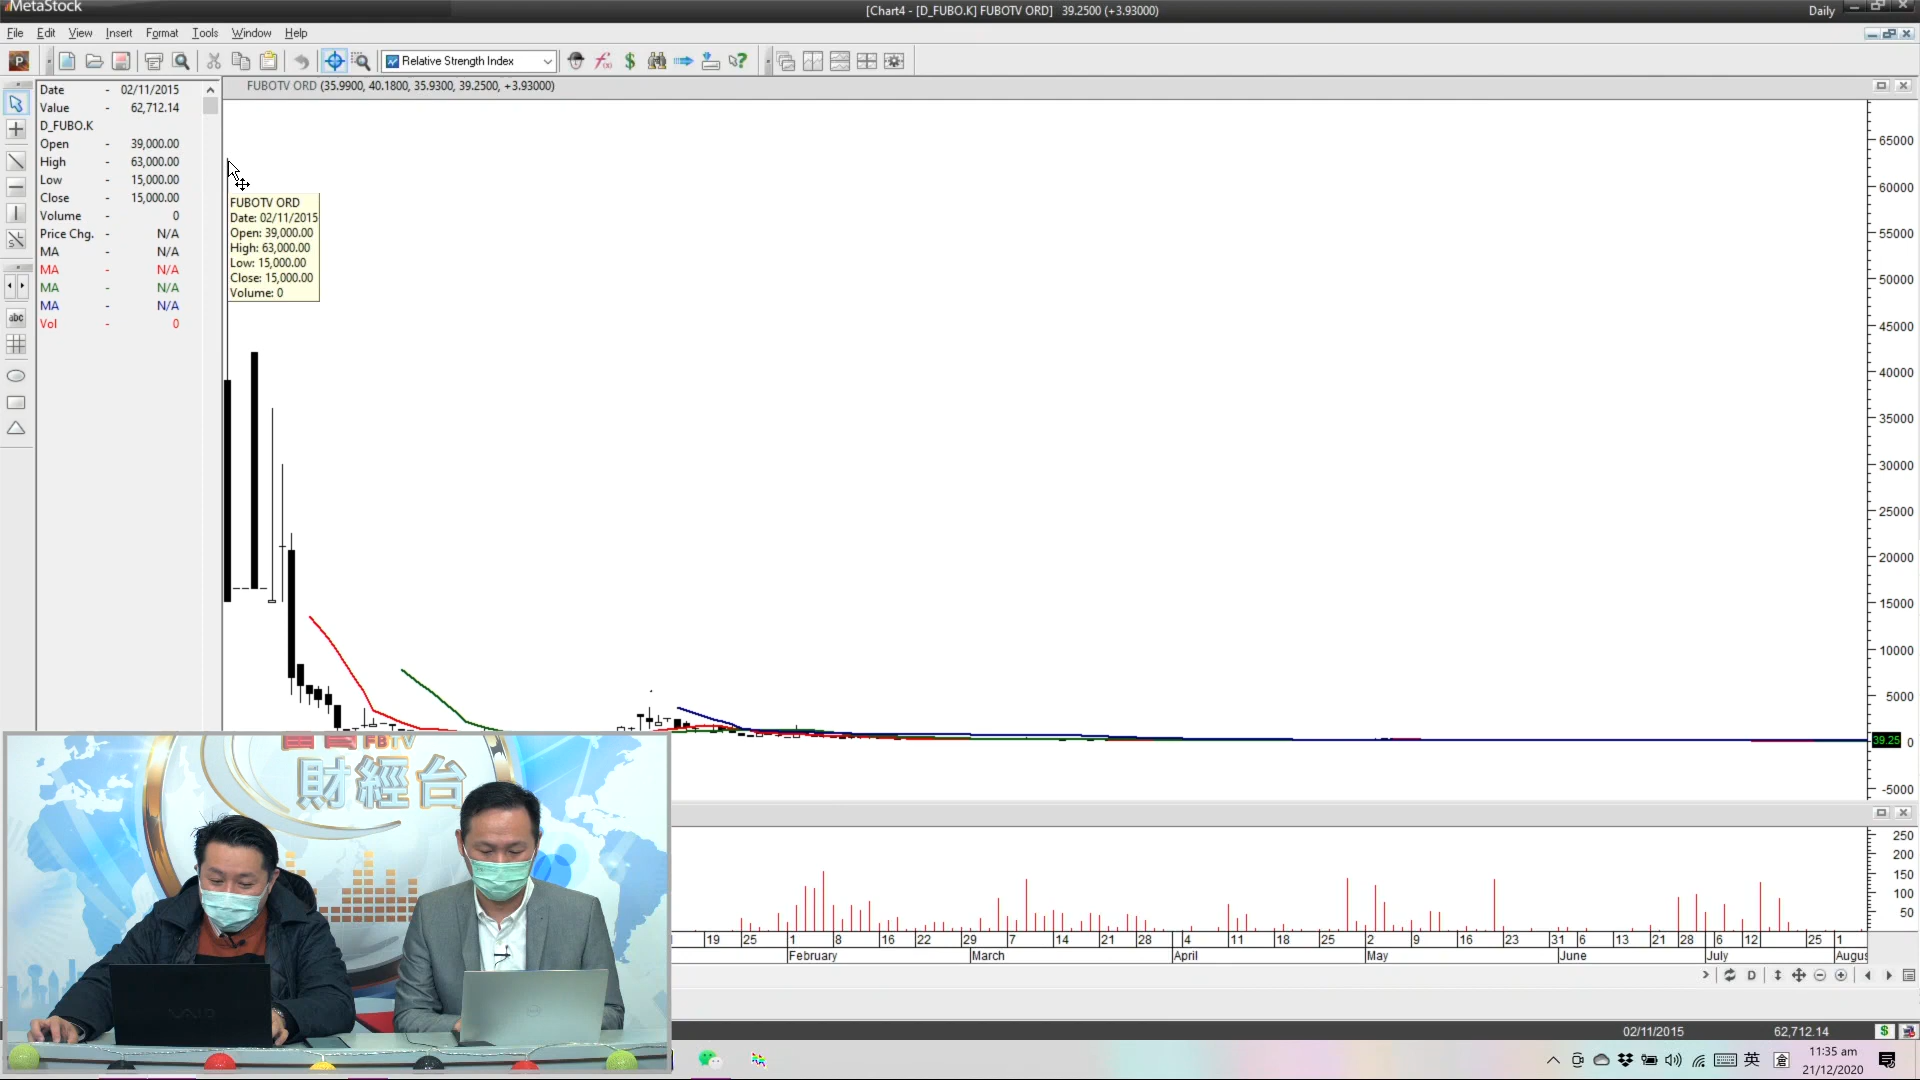 MetaStock
[Chart4 - [D_FUBO.K] FUBOTV ORD] 39.2500 (+3.93000)
Daily
File Edit View Insert Format Tools Window Help
Relative Strength Index
FUBOTV ORD (35.9900, 40.1800, 35.9300, 39.2500, +3.93000)
Date - 02/11/2015
Value - 62,712.14
D_FUBO.K
Open - 39,000.00
High - 63,000.00
Low - 15,000.00
Close - 15,000.00
Volume - 0
Price Chg. - N/A
MA - N/A
MA - N/A
MA - N/A
MA - N/A
Vol - 0
abc
FUBOTV ORD
Date: 02/11/2015
Open: 39,000.00
High: 63,000.00
Low: 15,000.00
Close: 15,000.00
Volume: 0
65000
60000
55000
50000
45000
40000
35000
30000
25000
20000
15000
10000
5000
39.25 0
-5000
250
200
150
100
50
FBTV
財經台
VAIO
19 25 1 8 16 22 29 7 14 21 28 4 11 18 25 2 9 16 23 31 6 13 21 28 6 12 25 1
February March April May June July Augus
D
02/11/2015 62,712.14
英 倉
11:35 am
21/12/2020